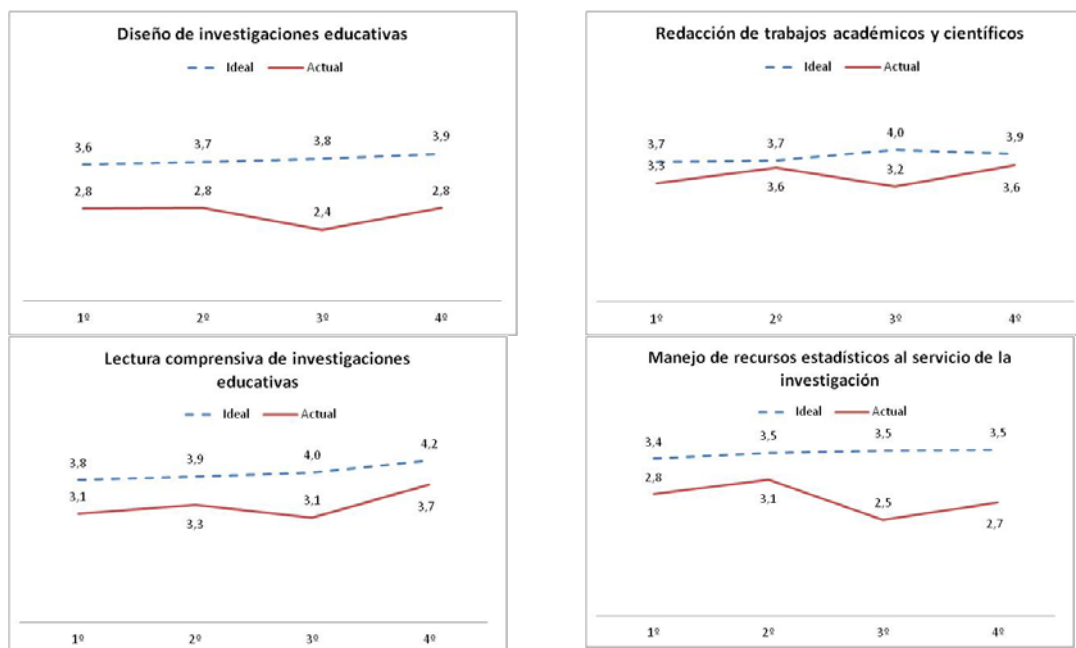 Diseño de investigaciones educativas
Ideal Actual
3,6 3,7 3,8 3,9
2,8 2,8 2,4 2,8
1º 2º 3º 4º
Redacción de trabajos académicos y científicos
Ideal Actual
3,7 3,7 4,0 3,9
3,3 3,6 3,2 3,6
1º 2º 3º 4º
Lectura comprensiva de investigaciones
educativas
Ideal Actual
3,8 3,9 4,0 4,2
3,1 3,3 3,1 3,7
1º 2º 3º 4º
Manejo de recursos estadísticos al servicio de la
investigación
Ideal Actual
3,4 3,5 3,5 3,5
2,8 3,1 2,5 2,7
1º 2º 3º 4º